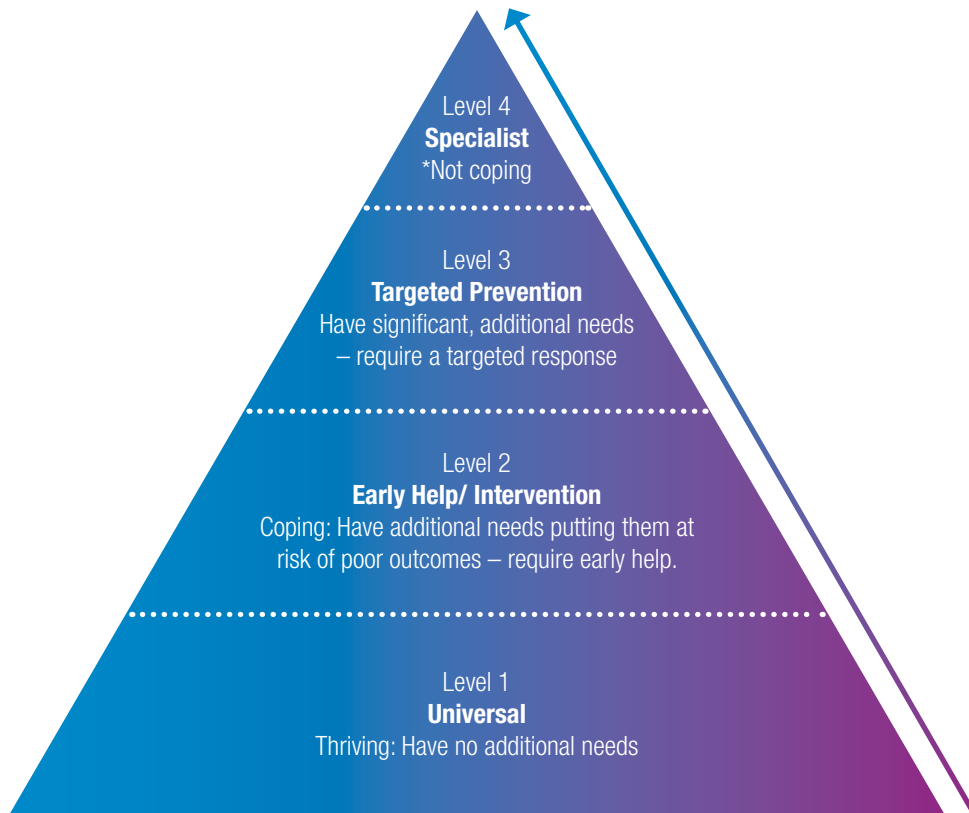 Level 4
Specialist
*Not coping
Level 3
Targeted Prevention
Have significant, additional needs
– require a targeted response
Level 2
Early Help/ Intervention
Coping: Have additional needs putting them at
risk of poor outcomes – require early help.
Level 1
Universal
Thriving: Have no additional needs